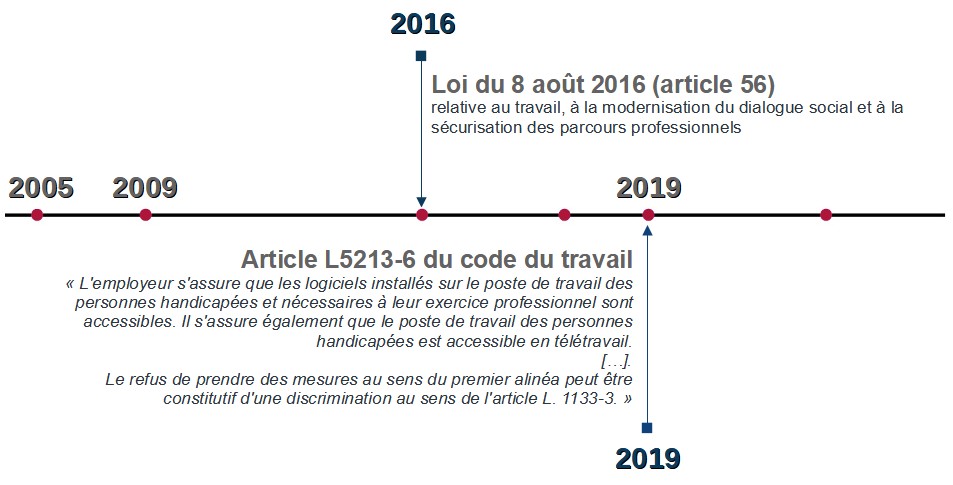 2016
Loi du 8 août 2016 (article 56)
relative au travail, à la modernisation du dialogue social et à la
sécurisation des parcours professionnels
2005
2009
2019
Article L5213-6 du code du travail
« L'employeur s'assure que les logiciels installés sur le poste de travail des
personnes handicapées et nécessaires à leur exercice professionnel sont
accessibles. Il s'assure également que le poste de travail des personnes
handicapées est accessible en télétravail.
[…].
Le refus de prendre des mesures au sens du premier alinéa peut être
constitutif d'une discrimination au sens de l'article L. 1133-3. »
2019